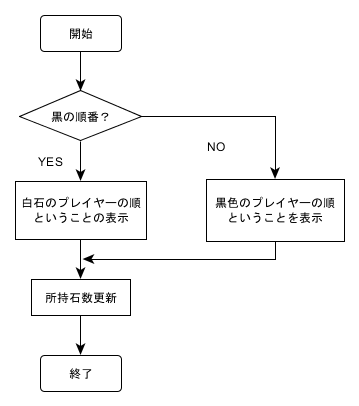 開始
黒の順番？
YES
NO
白石のプレイヤーの順
ということの表示
黒色のプレイヤーの順
ということを表示
所持石数更新
終了